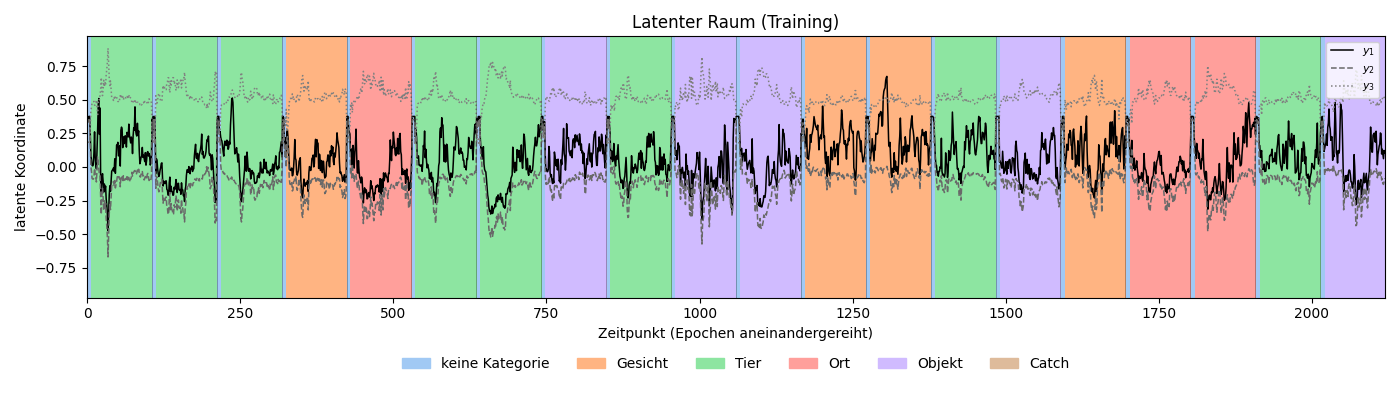 Latenter Raum (Training)
latente Koordinate
0.75
0.50
0.25
0.00
−0.25
−0.50
−0.75
y₁
y₂
y₃
0 250 500 750 1000 1250 1500 1750 2000
Zeitpunkt (Epochen aneinandergereiht)
keine Kategorie Gesicht Tier Ort Objekt Catch